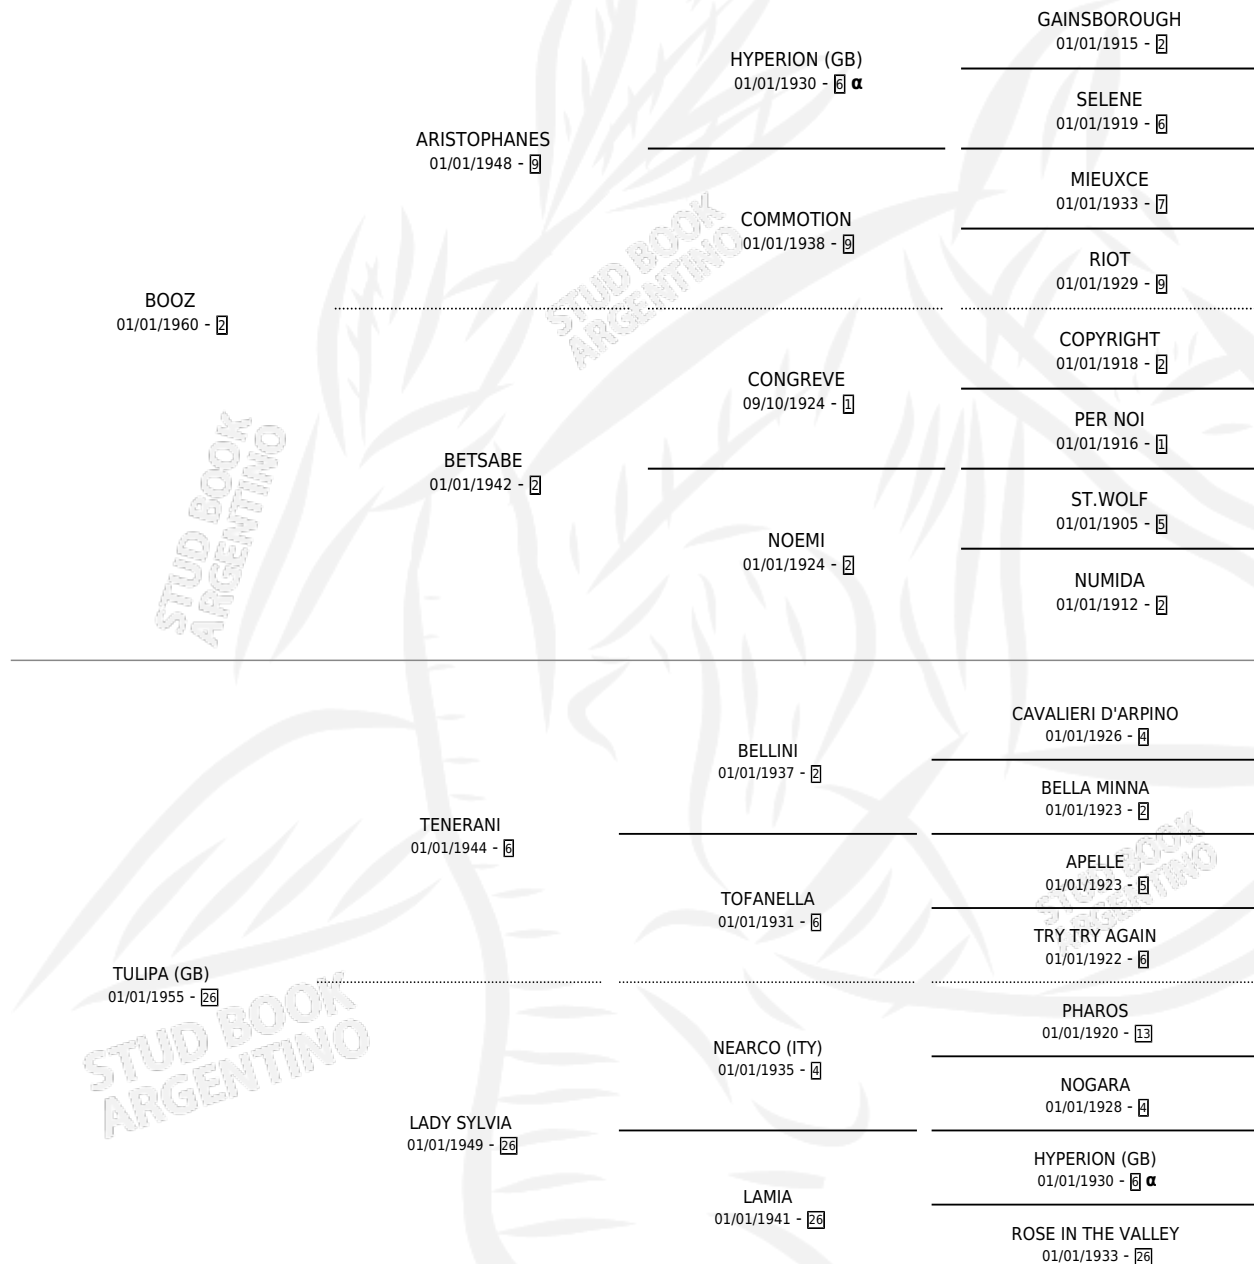 GAINSBOROUGH
01/01/1915 - 2
HYPERION (GB)
01/01/1930 - 6 α
SELENE
01/01/1919 - 6
ARISTOPHANES
01/01/1948 - 9
MIEUXCE
01/01/1933 - 7
COMMOTION
01/01/1938 - 9
RIOT
01/01/1929 - 9
BOOZ
01/01/1960 - 2
COPYRIGHT
01/01/1918 - 2
CONGREVE
09/10/1924 - 1
PER NOI
01/01/1916 - 1
BETSABE
01/01/1942 - 2
ST.WOLF
01/01/1905 - 5
NOEMI
01/01/1924 - 2
NUMIDA
01/01/1912 - 2
CAVALIERI D'ARPINO
01/01/1926 - 4
BELLINI
01/01/1937 - 2
BELLA MINNA
01/01/1923 - 2
TENERANI
01/01/1944 - 6
APELLE
01/01/1923 - 5
TOFANELLA
01/01/1931 - 6
TRY TRY AGAIN
01/01/1922 - 6
TULIPA (GB)
01/01/1955 - 26
PHAROS
01/01/1920 - 13
NEARCO (ITY)
01/01/1935 - 4
NOGARA
01/01/1928 - 4
LADY SYLVIA
01/01/1949 - 26
HYPERION (GB)
01/01/1930 - 6 α
LAMIA
01/01/1941 - 26
ROSE IN THE VALLEY
01/01/1933 - 26
STUD BOOK
ARGENTINO
STUD BOOK
ARGENTINO
STUD BOOK
ARGENTINO
STUD BOOK
ARGENTINO